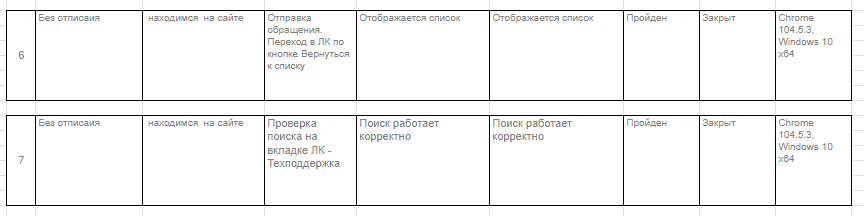 6
Без отписаия
находимся на сайте
Отправка
обращения.
Переход в ЛК по
кнопке Вернуться
к списку
Отображается список
Отображается список
Пройден
Закрыт
Chrome
104.5.3,
Windows 10
x64
7
Без отписаия
находимся на сайте
Проверка
поиска на
вкладке ЛК -
Техподдержка
Поиск работает
корректно
Поиск работает
корректно
Пройден
Закрыт
Chrome
104.5.3,
Windows 10
x64